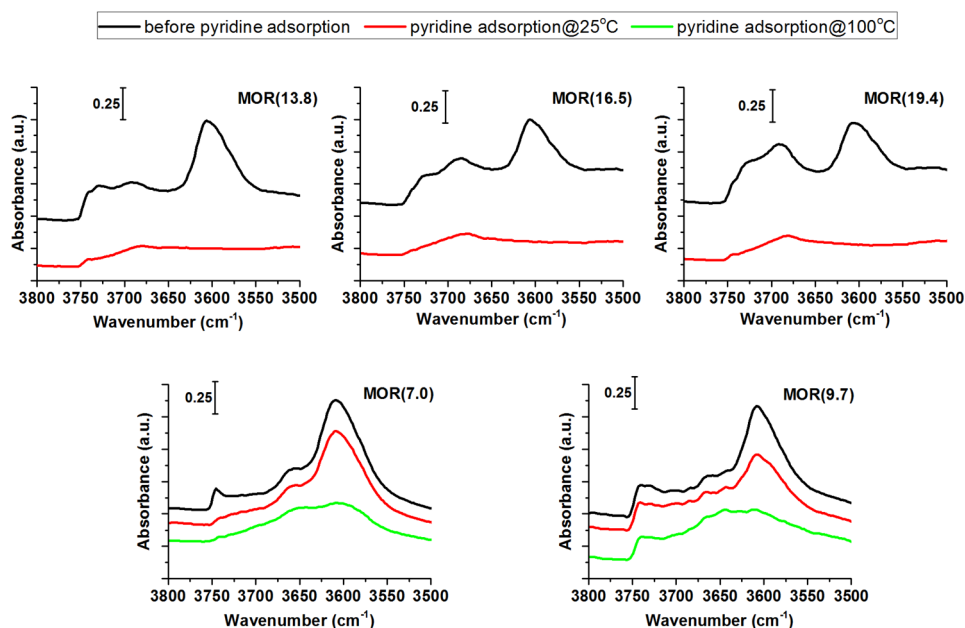 before pyridine adsorption pyridine adsorption@25°C pyridine adsorption@100°C
0.25 MOR(13.8)
Absorbance (a.u.)
3800 3750 3700 3650 3600 3550 3500
Wavenumber (cm⁻¹)
0.25 MOR(16.5)
Absorbance (a.u.)
3800 3750 3700 3650 3600 3550 3500
Wavenumber (cm⁻¹)
0.25 MOR(19.4)
Absorbance (a.u.)
3800 3750 3700 3650 3600 3550 3500
Wavenumber (cm⁻¹)
0.25 MOR(7.0)
Absorbance (a.u.)
3800 3750 3700 3650 3600 3550 3500
Wavenumber (cm⁻¹)
0.25 MOR(9.7)
Absorbance (a.u.)
3800 3750 3700 3650 3600 3550 3500
Wavenumber (cm⁻¹)